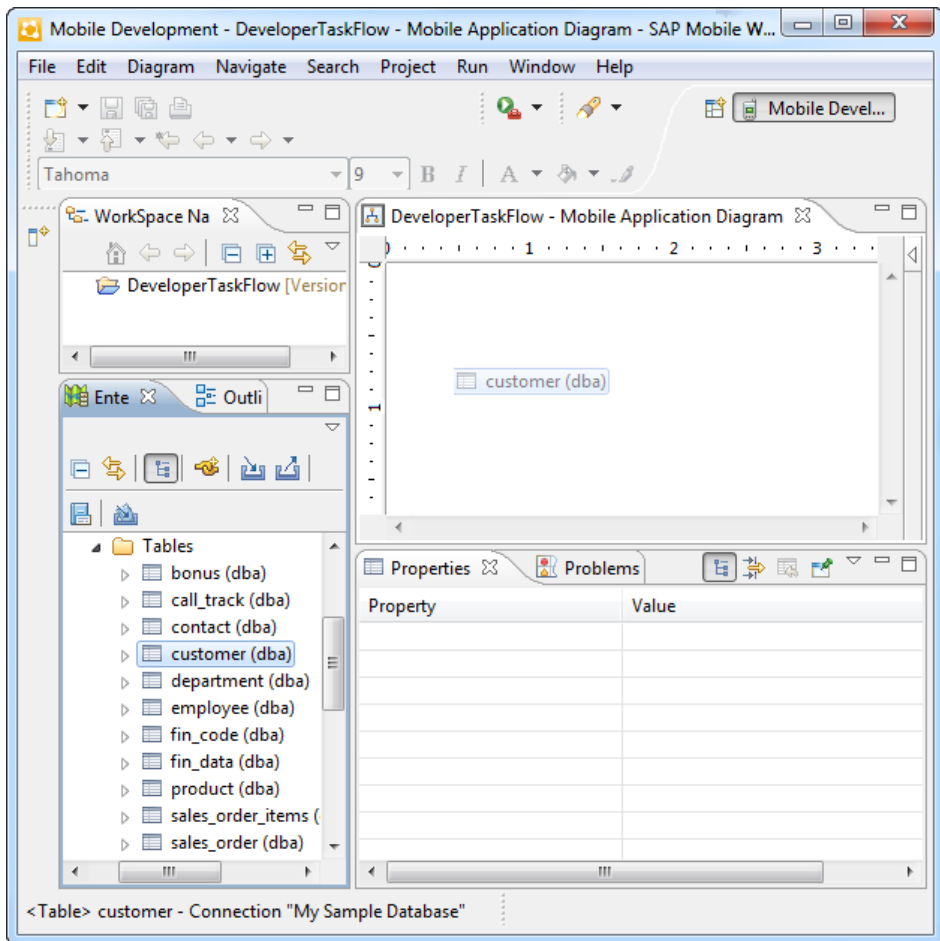 Mobile Development - DeveloperTaskFlow - Mobile Application Diagram - SAP Mobile W...
File Edit Diagram Navigate Search Project Run Window Help
Mobile Devel...
Tahoma 9 B I A
WorkSpace Na
DeveloperTaskFlow [Version
Ente Outli
Tables
bonus (dba)
call_track (dba)
contact (dba)
customer (dba)
department (dba)
employee (dba)
fin_code (dba)
fin_data (dba)
product (dba)
sales_order_items (
sales_order (dba)
DeveloperTaskFlow - Mobile Application Diagram
0 1 2 3
customer (dba)
1
Properties Problems
Property Value
<Table> customer - Connection "My Sample Database"